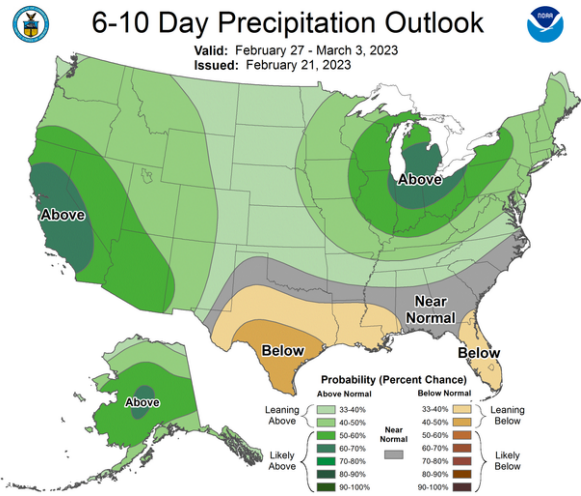 6-10 Day Precipitation Outlook
NOAA
Valid: February 27 - March 3, 2023
Issued: February 21, 2023
Above
Above
Near
Normal
Below
Below
Above
Probability (Percent Chance)
Above Normal
Below Normal
Leaning
Above
33-40%
40-50%
Likely
Above
50-60%
60-70%
70-80%
80-90%
90-100%
Near
Normal
33-40%
40-50%
Leaning
Below
50-60%
60-70%
70-80%
80-90%
90-100%
Likely
Below